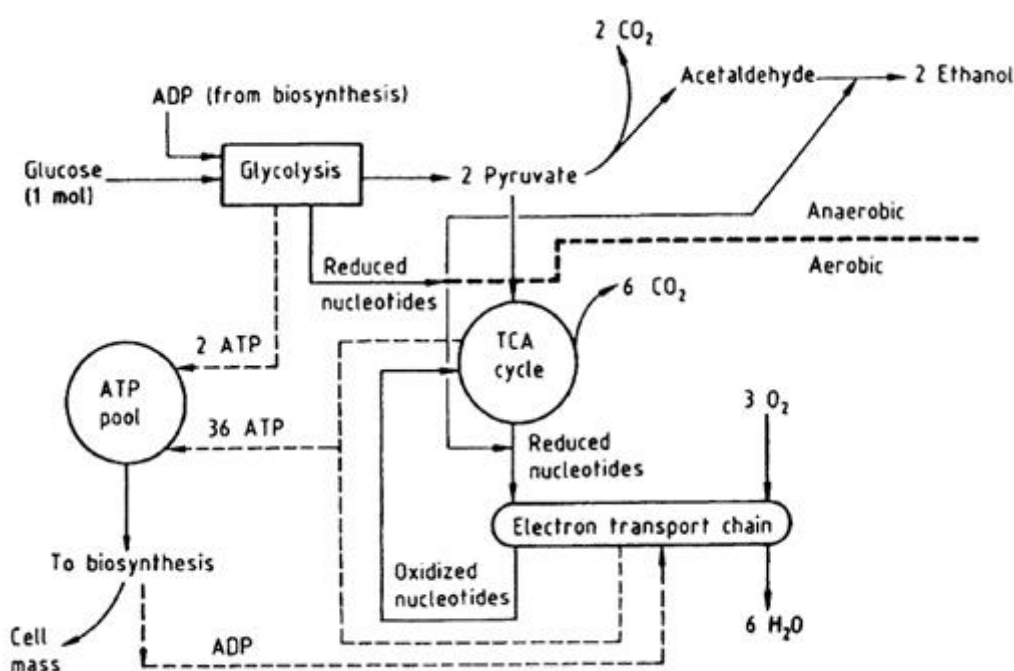 2 CO₂
Acetaldehyde
2 Ethanol
ADP (from biosynthesis)
Glucose
(1 mol)
Glycolysis
2 Pyruvate
Anaerobic
Aerobic
Reduced
nucleotides
6 CO₂
TCA
cycle
2 ATP
ATP
pool
36 ATP
3 O₂
Reduced
nucleotides
Electron transport chain
To biosynthesis
Oxidized
nucleotides
Cell
mass
ADP
6 H₂O